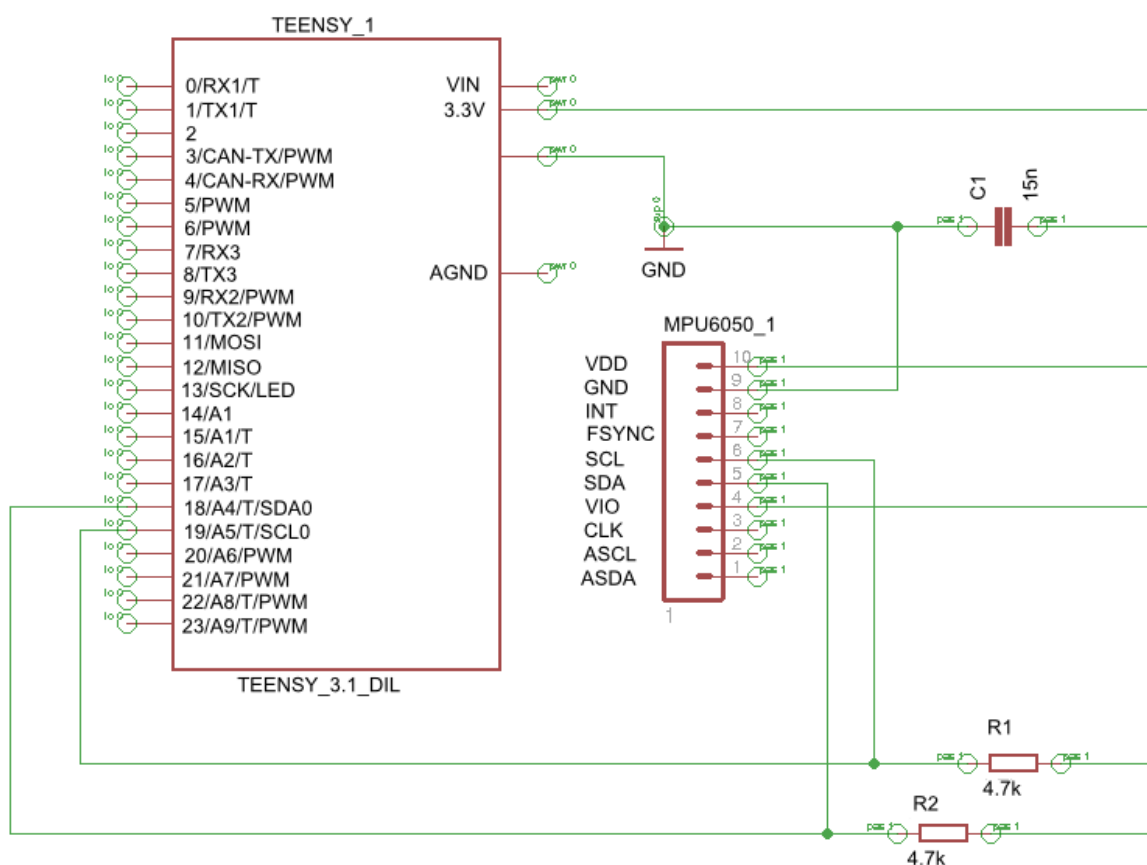 TEENSY_1
0/RX1/T
1/TX1/T
2
3/CAN-TX/PWM
4/CAN-RX/PWM
5/PWM
6/PWM
7/RX3
8/TX3
9/RX2/PWM
10/TX2/PWM
11/MOSI
12/MISO
13/SCK/LED
14/A1
15/A1/T
16/A2/T
17/A3/T
18/A4/T/SDA0
19/A5/T/SCL0
20/A6/PWM
21/A7/PWM
22/A8/T/PWM
23/A9/T/PWM
VIN
3.3V
AGND
TEENSY_3.1_DIL
GND
C1
15n
MPU6050_1
VDD 10
GND 9
INT 8
FSYNC 7
SCL 6
SDA 5
VIO 4
CLK 3
ASCL 2
ASDA 1
1
R1
4.7k
R2
4.7k